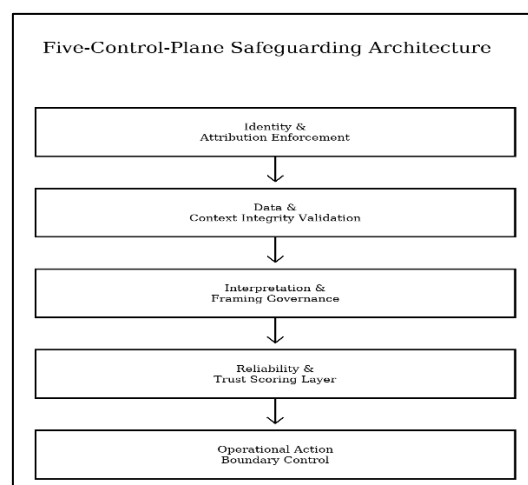 Five-Control-Plane Safeguarding Architecture
Identity &
Attribution Enforcement
Data &
Context Integrity Validation
Interpretation &
Framing Governance
Reliability &
Trust Scoring Layer
Operational Action
Boundary Control